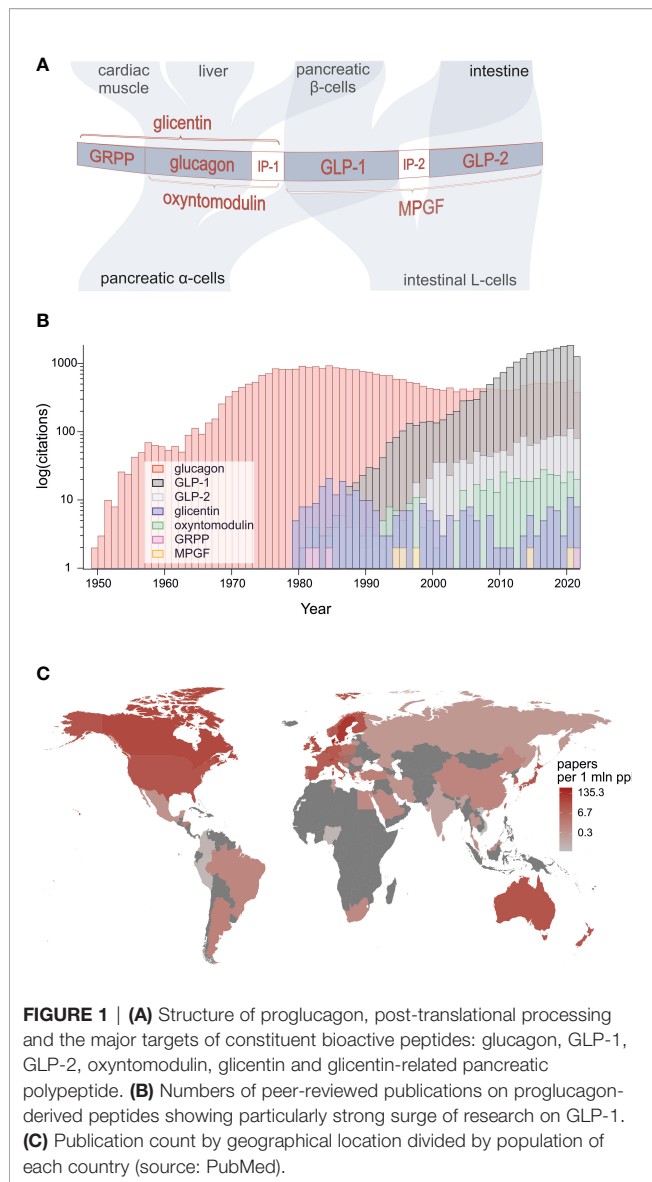 A
cardiac
muscle
liver
pancreatic
β-cells
intestine
glicentin
GRPP
glucagon
IP-1
GLP-1
IP-2
GLP-2
oxyntomodulin
MPGF
pancreatic α-cells
intestinal L-cells
B
log(citations)
1000
100
10
1
glucagon
GLP-1
GLP-2
glicentin
oxyntomodulin
GRPP
MPGF
1950
1960
1970
1980
1990
2000
2010
2020
Year
C
papers
per 1 mln ppl
135.3
6.7
0.3
FIGURE 1 | (A) Structure of proglucagon, post-translational processing
and the major targets of constituent bioactive peptides: glucagon, GLP-1,
GLP-2, oxyntomodulin, glicentin and glicentin-related pancreatic
polypeptide. (B) Numbers of peer-reviewed publications on proglucagon-
derived peptides showing particularly strong surge of research on GLP-1.
(C) Publication count by geographical location divided by population of
each country (source: PubMed).